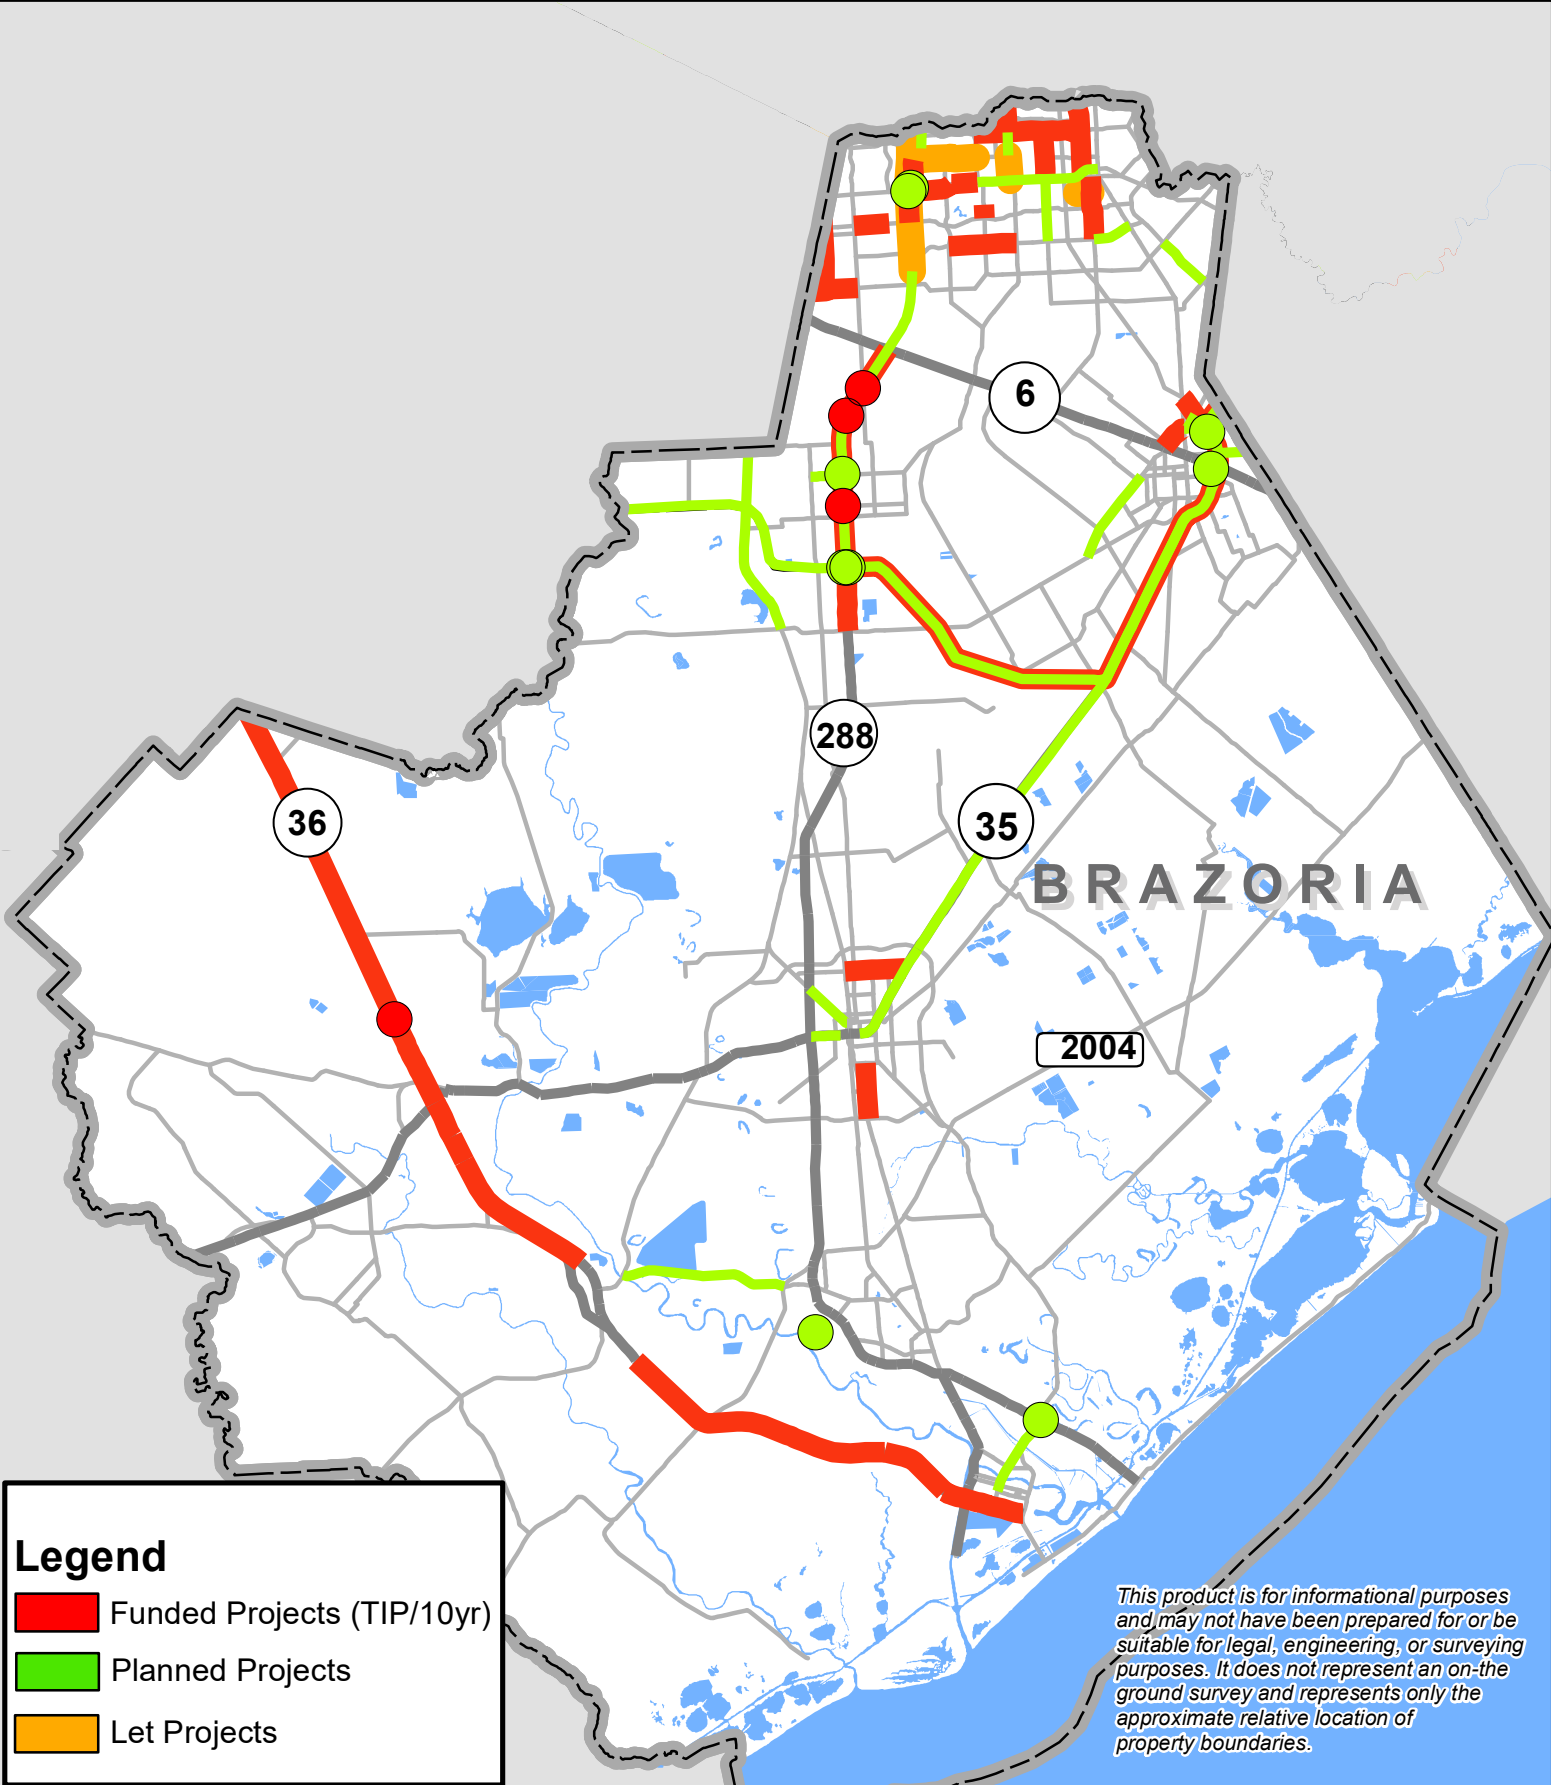 6
288
36
35
BRAZORIA
2004
Legend
Funded Projects (TIP/10yr)
Planned Projects
Let Projects
This product is for informational purposes
and may not have been prepared for or be
suitable for legal, engineering, or surveying
purposes. It does not represent an on-the
ground survey and represents only the
approximate relative location of
property boundaries.